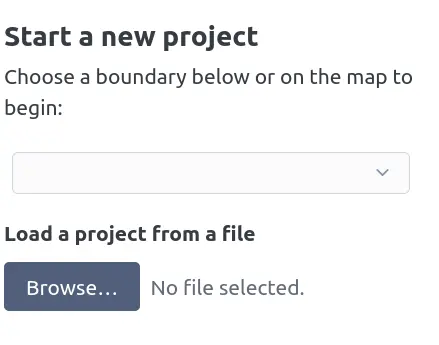 Start a new project
Choose a boundary below or on the map to
begin:
Load a project from a file
Browse… No file selected.